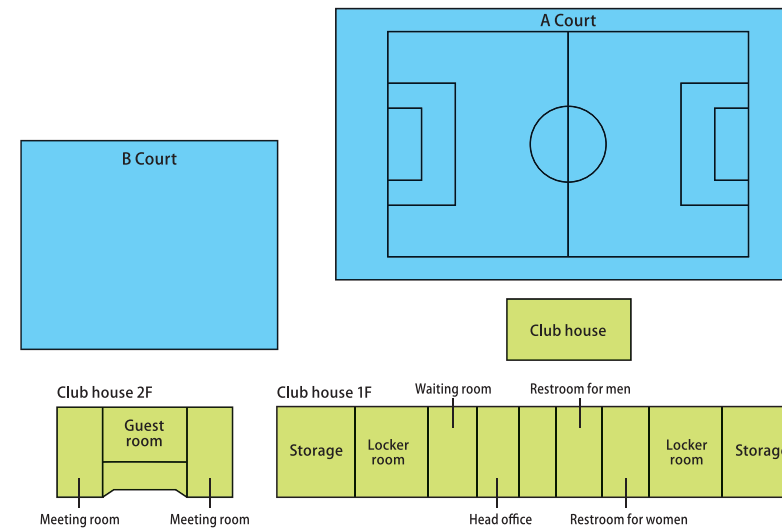 A Court
B Court
Club house
Club house 2F
Guest
room
Meeting room
Meeting room
Club house 1F
Waiting room
Restroom for men
Storage
Locker
room
Locker
room
Storage
Head office
Restroom for women